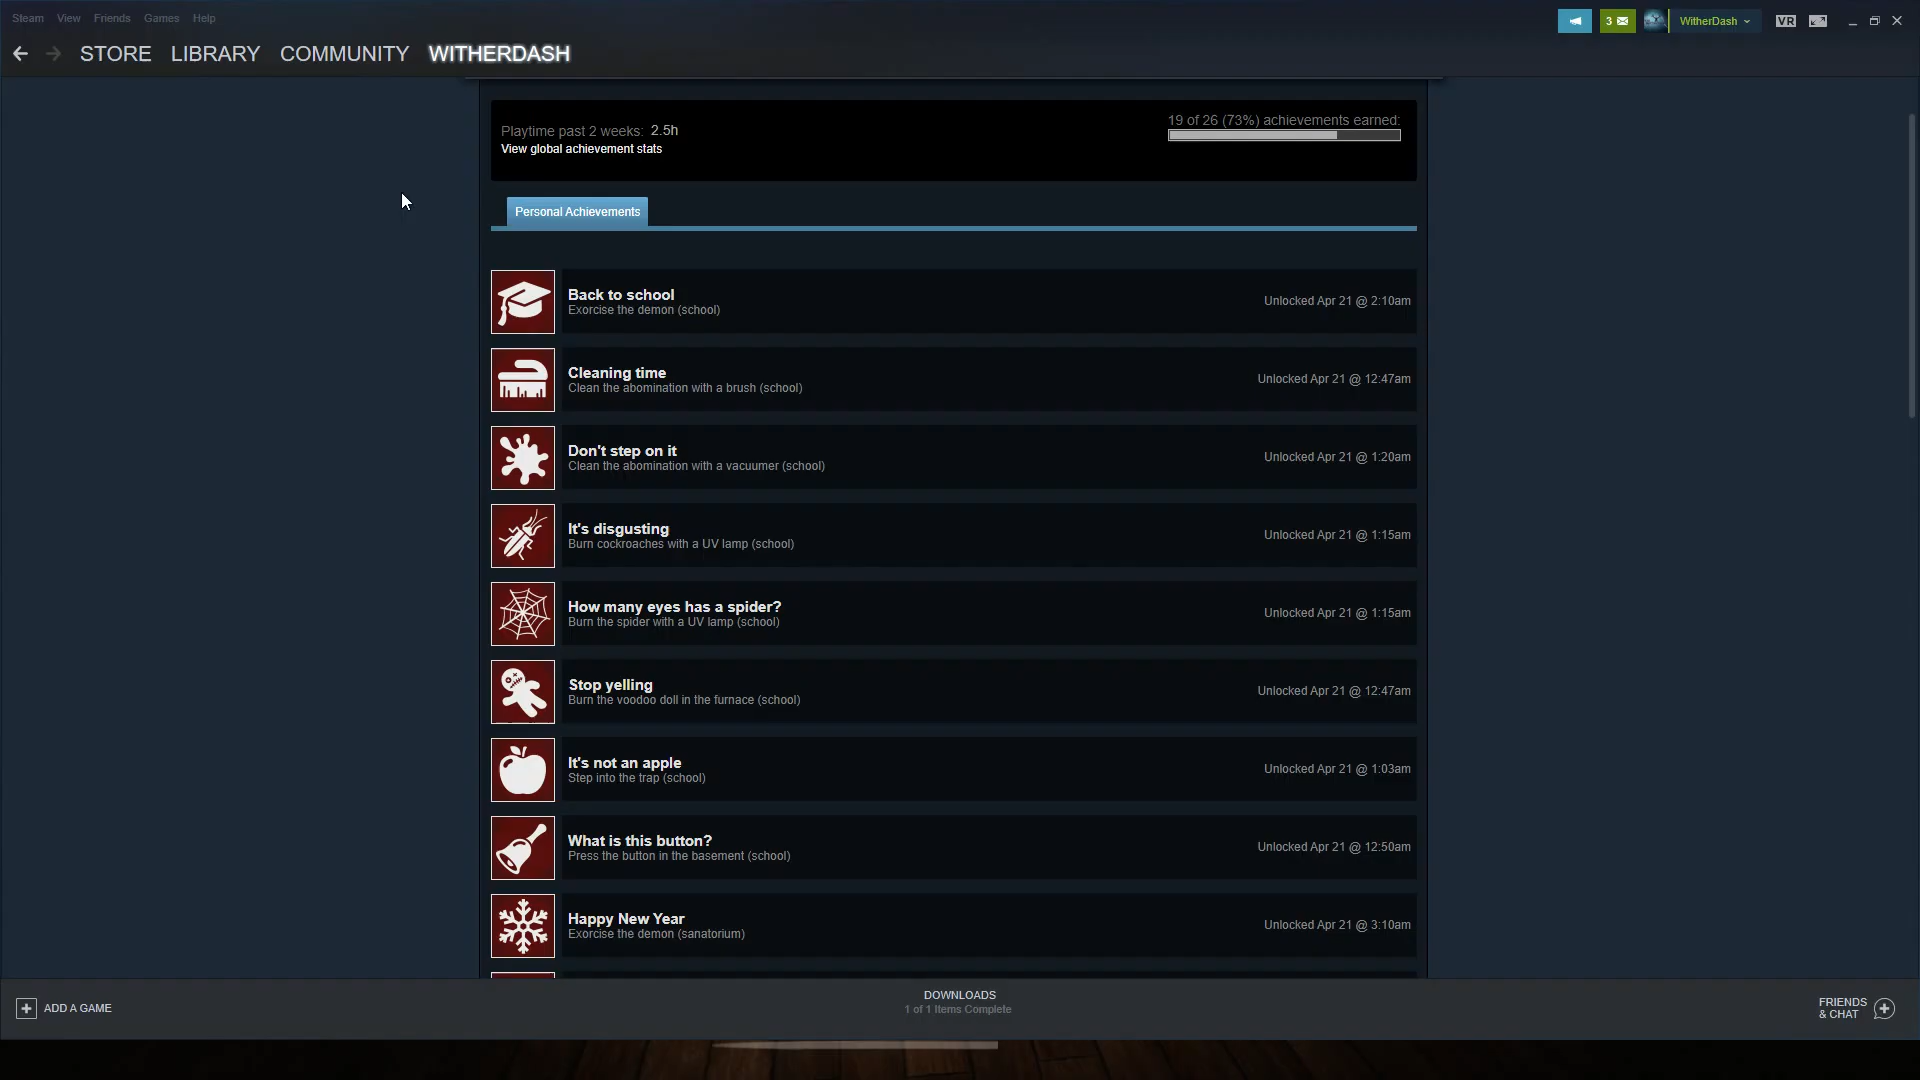 Steam View Friends Games Help
3 WitherDash VR
STORE LIBRARY COMMUNITY WITHERDASH
Playtime past 2 weeks: 2.5h
19 of 26 (73%) achievements earned:
View global achievement stats
Personal Achievements
Back to school
Exorcise the demon (school)
Unlocked Apr 21 @ 2:10am
Cleaning time
Clean the abomination with a brush (school)
Unlocked Apr 21 @ 12:47am
Don't step on it
Clean the abomination with a vacuumer (school)
Unlocked Apr 21 @ 1:20am
It's disgusting
Burn cockroaches with a UV lamp (school)
Unlocked Apr 21 @ 1:15am
How many eyes has a spider?
Burn the spider with a UV lamp (school)
Unlocked Apr 21 @ 1:15am
Stop yelling
Burn the voodoo doll in the furnace (school)
Unlocked Apr 21 @ 12:47am
It's not an apple
Step into the trap (school)
Unlocked Apr 21 @ 1:03am
What is this button?
Press the button in the basement (school)
Unlocked Apr 21 @ 12:50am
Happy New Year
Exorcise the demon (sanatorium)
Unlocked Apr 21 @ 3:10am
ADD A GAME
DOWNLOADS
1 of 1 Items Complete
FRIENDS
& CHAT